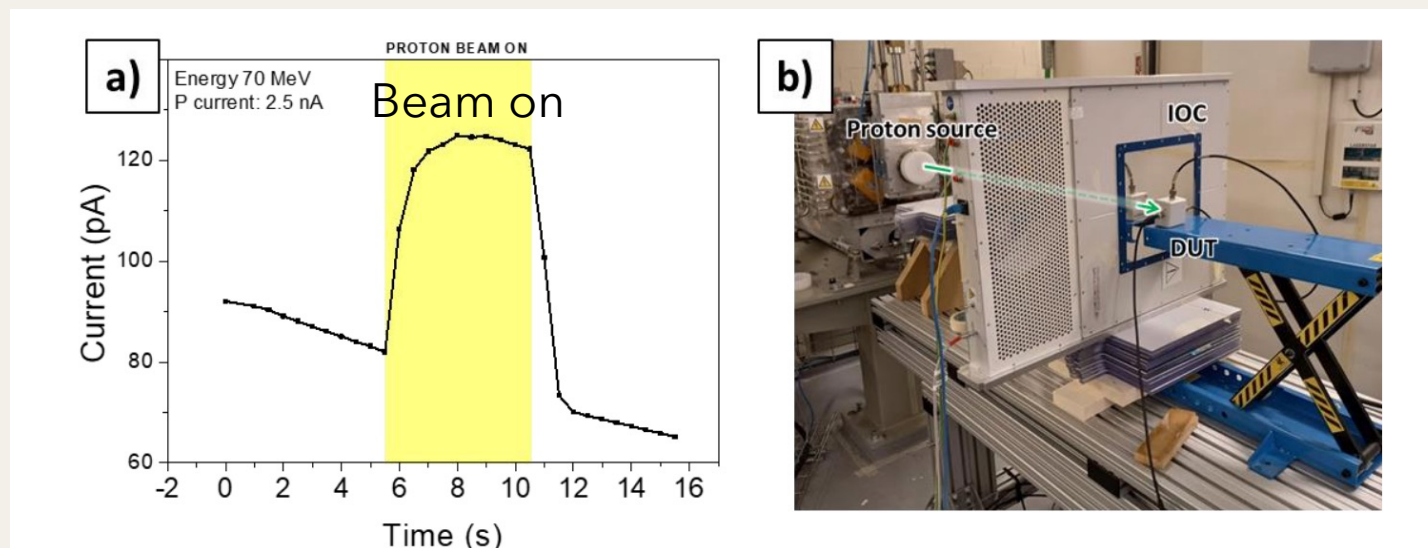 a)
PROTON BEAM ON
Energy 70 MeV
P current: 2.5 nA
Beam on
Current (pA)
120
100
80
60
-2 0 2 4 6 8 10 12 14 16
Time (s)
b)
Proton source
IOC
DUT